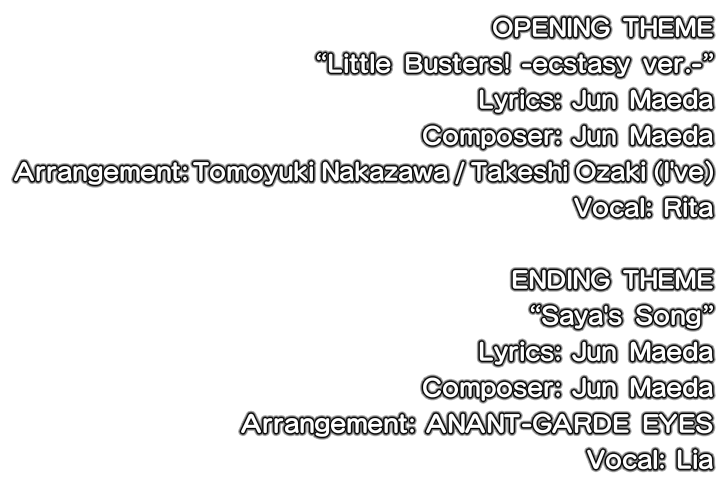 OPENING THEME
“Little Busters! -ecstasy ver.-”
Lyrics: Jun Maeda
Composer: Jun Maeda
Arrangement: Tomoyuki Nakazawa / Takeshi Ozaki (I've)
Vocal: Rita
ENDING THEME
“Saya's Song”
Lyrics: Jun Maeda
Composer: Jun Maeda
Arrangement: ANANT-GARDE EYES
Vocal: Lia